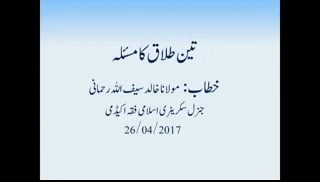 تین طلاق کا مسئلہ
خطاب: مولانا خالد سیف اللہ رحمانی
جنرل سکریٹری اسلامی فقہ اکیڈمی
26/04/2017